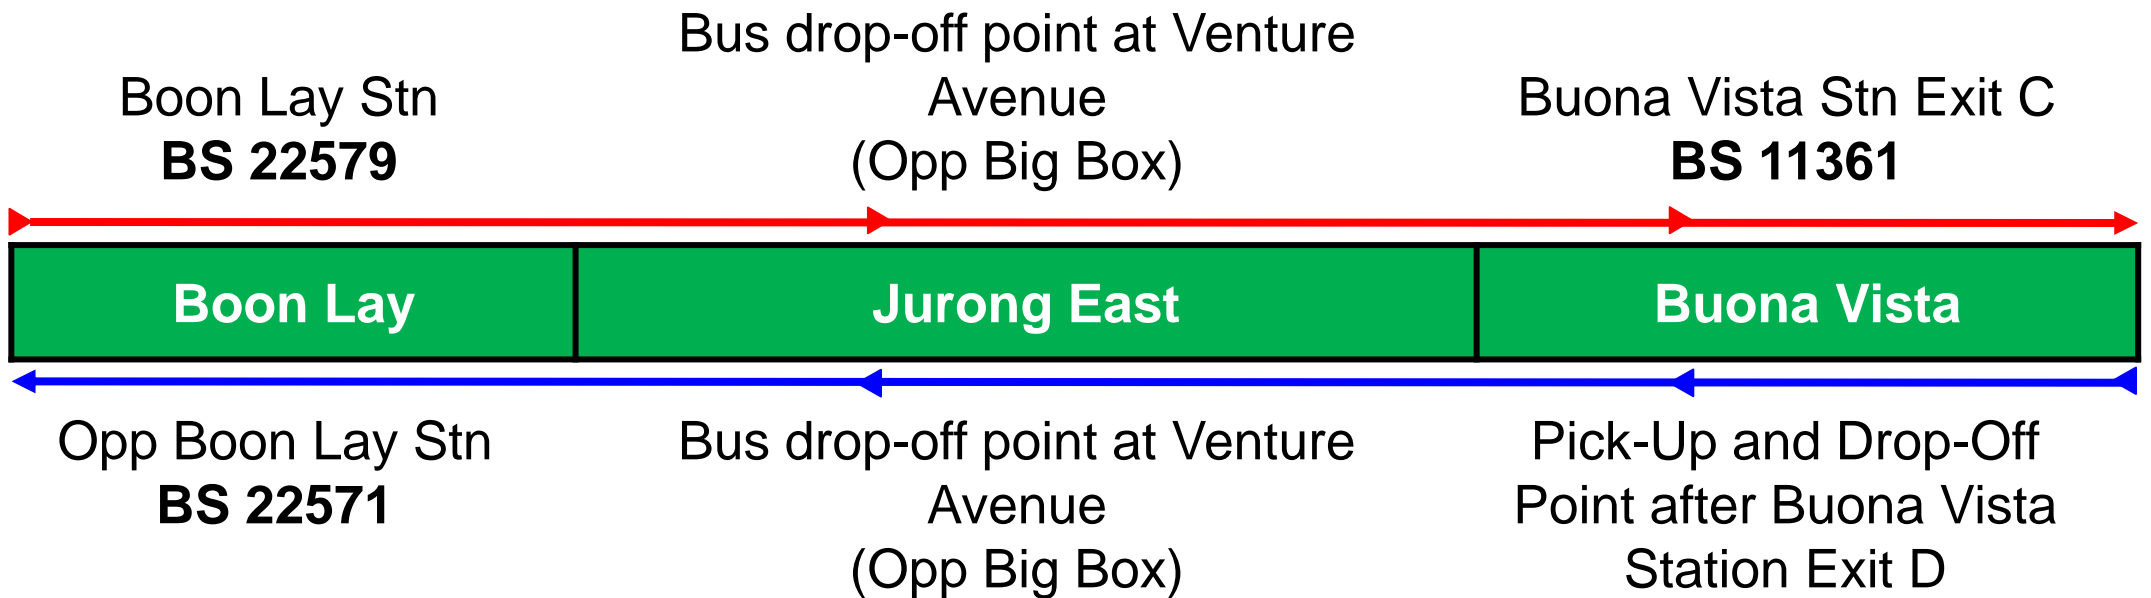 Boon Lay Stn
BS 22579
Bus drop-off point at Venture
Avenue
(Opp Big Box)
Buona Vista Stn Exit C
BS 11361
Boon Lay
Jurong East
Buona Vista
Opp Boon Lay Stn
BS 22571
Bus drop-off point at Venture
Avenue
(Opp Big Box)
Pick-Up and Drop-Off
Point after Buona Vista
Station Exit D